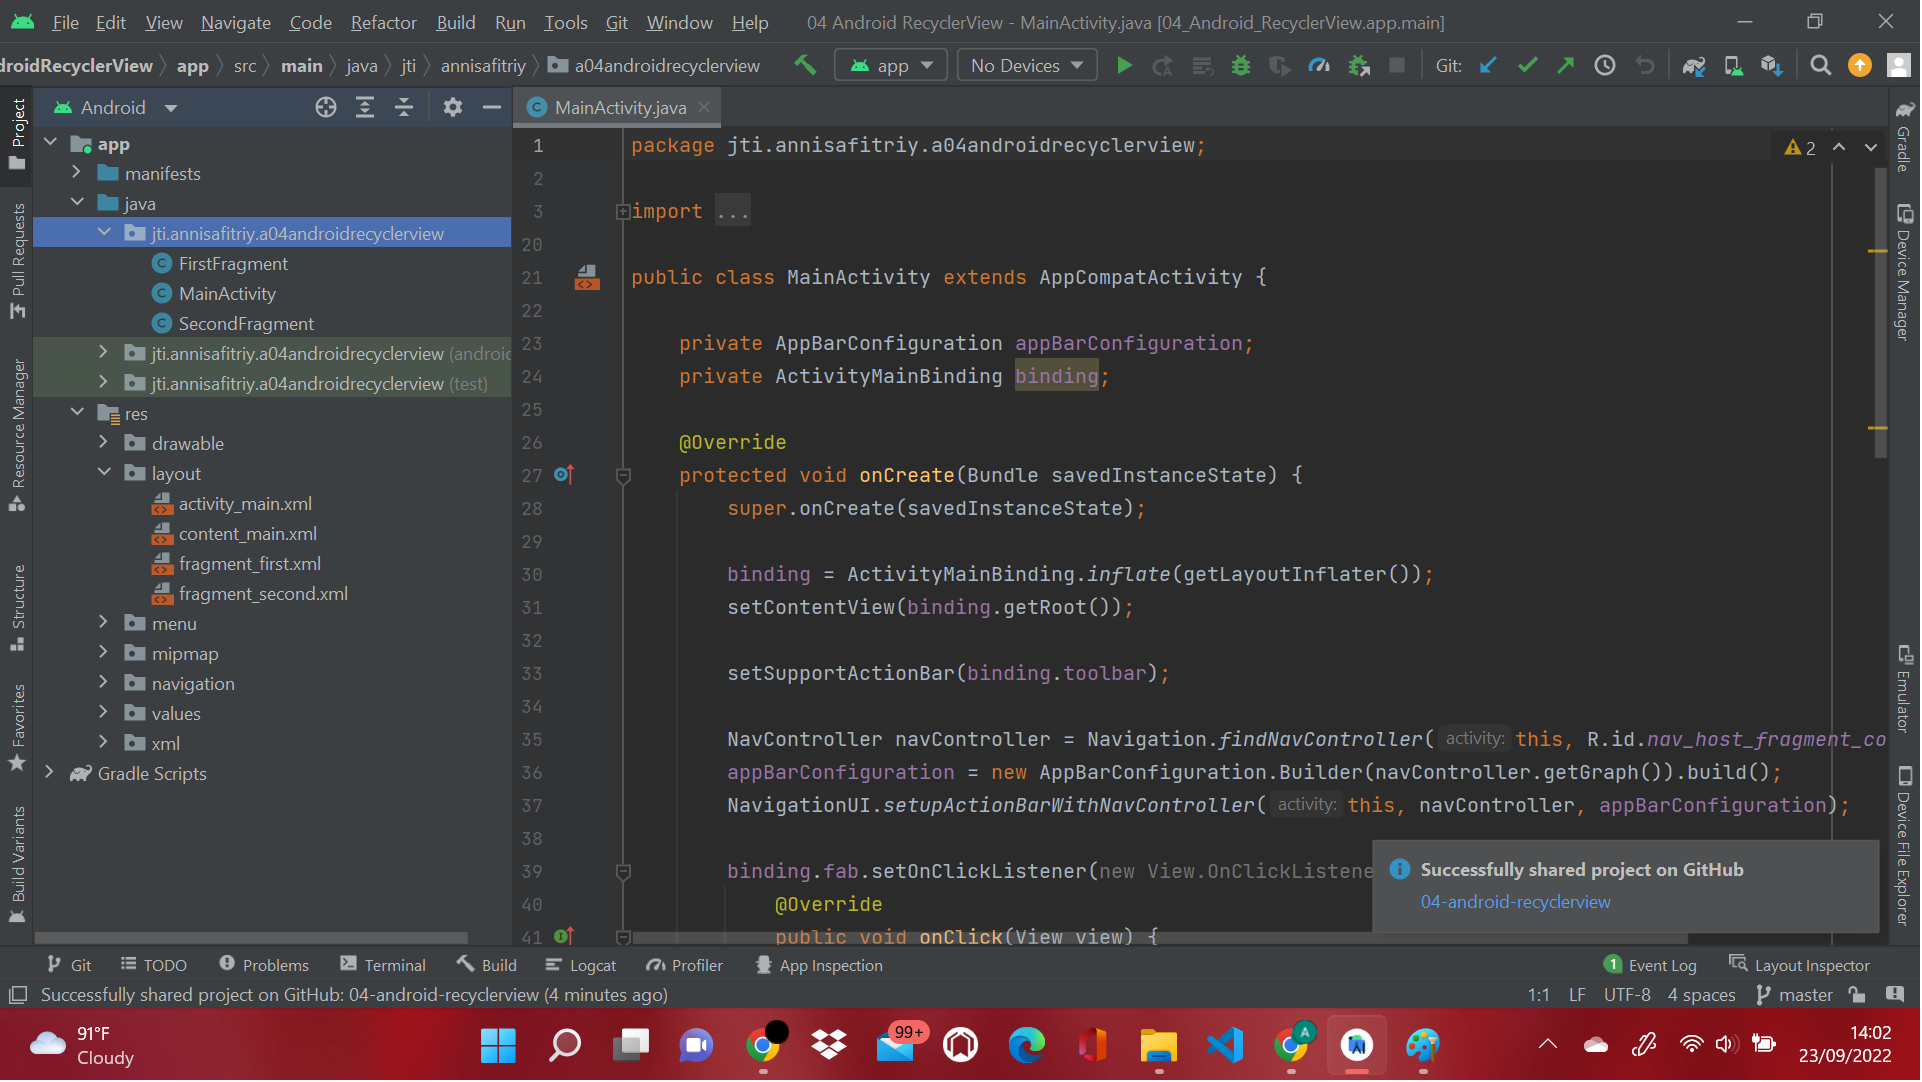 File Edit View Navigate Code Refactor Build Run Tools Git Window Help 04 Android RecyclerView - MainActivity.java [04_Android_RecyclerView.app.main]
droidRecyclerView app src main java jti annisafitriy a04androidrecyclerview app No Devices Git:
Android
MainActivity.java
Project
Pull Requests
Resource Manager
Structure
Favorites
Build Variants
app
manifests
java
jti.annisafitriy.a04androidrecyclerview
FirstFragment
MainActivity
SecondFragment
jti.annisafitriy.a04androidrecyclerview (androi
jti.annisafitriy.a04androidrecyclerview (test)
res
drawable
layout
activity_main.xml
content_main.xml
fragment_first.xml
fragment_second.xml
menu
mipmap
navigation
values
xml
Gradle Scripts
1 package jti.annisafitriy.a04androidrecyclerview;
2
3 import ...
20
21 public class MainActivity extends AppCompatActivity {
22
23 private AppBarConfiguration appBarConfiguration;
24 private ActivityMainBinding binding;
25
26 @Override
27 protected void onCreate(Bundle savedInstanceState) {
28 super.onCreate(savedInstanceState);
29
30 binding = ActivityMainBinding.inflate(getLayoutInflater());
31 setContentView(binding.getRoot());
32
33 setSupportActionBar(binding.toolbar);
34
35 NavController navController = Navigation.findNavController( activity: this, R.id.nav_host_fragment_co
36 appBarConfiguration = new AppBarConfiguration.Builder(navController.getGraph()).build();
37 NavigationUI.setupActionBarWithNavController( activity: this, navController, appBarConfiguration);
38
39 binding.fab.setOnClickListener(new View.OnClickListene
40 @Override
41 public void onClick(View view) {
2
Gradle
Device Manager
Emulator
Device File Explorer
Successfully shared project on GitHub
04-android-recyclerview
Git TODO Problems Terminal Build Logcat Profiler App Inspection 1 Event Log Layout Inspector
Successfully shared project on GitHub: 04-android-recyclerview (4 minutes ago) 1:1 LF UTF-8 4 spaces master
91°F
Cloudy
99+
A
AI
14:02
23/09/2022